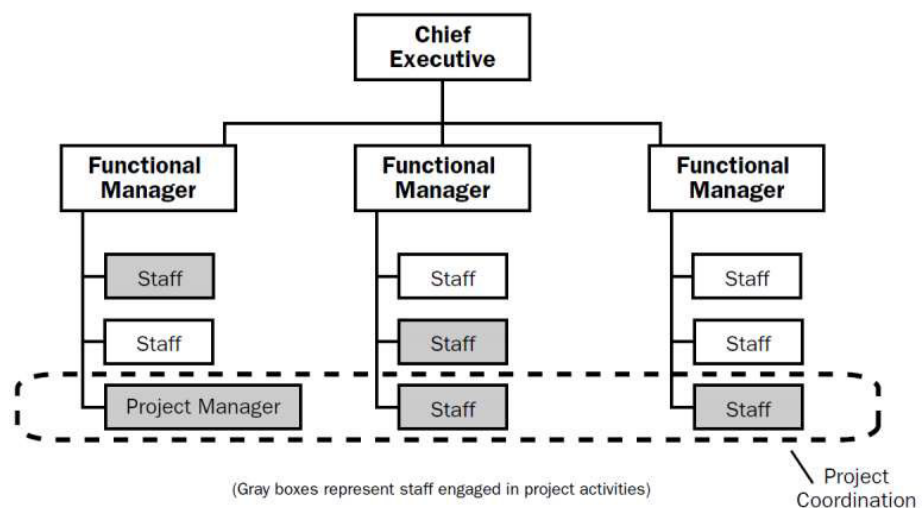 Chief
Executive
Functional
Manager
Functional
Manager
Functional
Manager
Staff
Staff
Staff
Staff
Staff
Staff
Project Manager
Staff
Staff
(Gray boxes represent staff engaged in project activities)
Project
Coordination